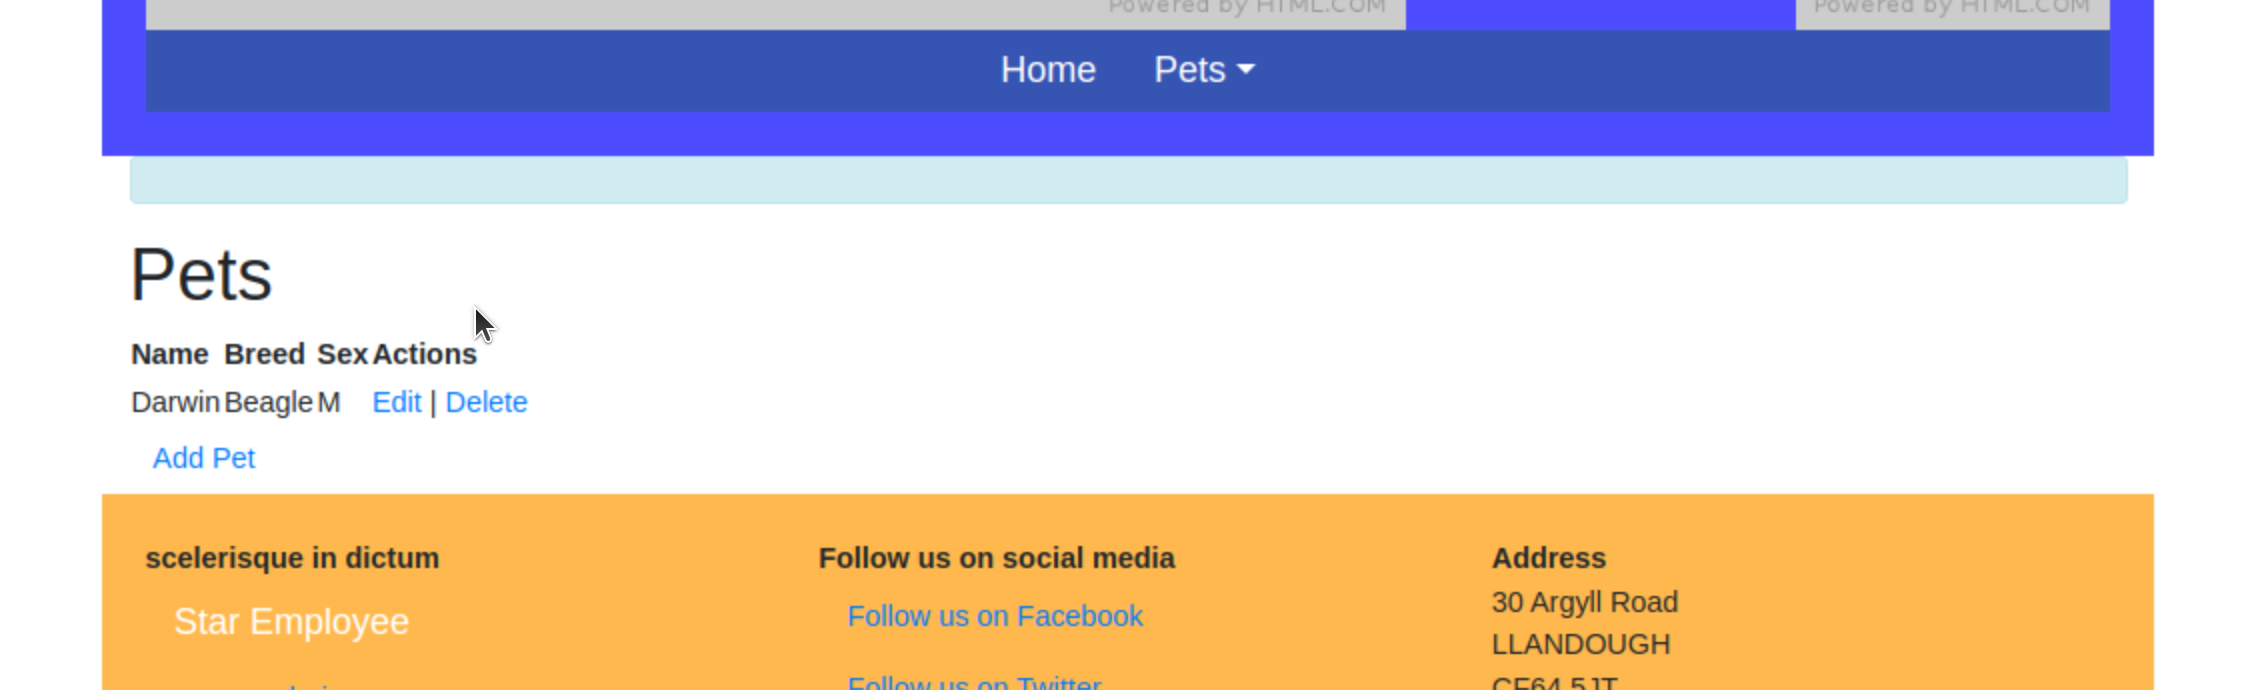 Powered by HTML.COM Powered by HTML.COM
Home Pets
Pets
Name Breed Sex Actions
Darwin Beagle M Edit | Delete
Add Pet
scelerisque in dictum
Star Employee
Follow us on social media
Follow us on Facebook
Follow us on Twitter
Address
30 Argyll Road
LLANDOUGH
CF64 5JT